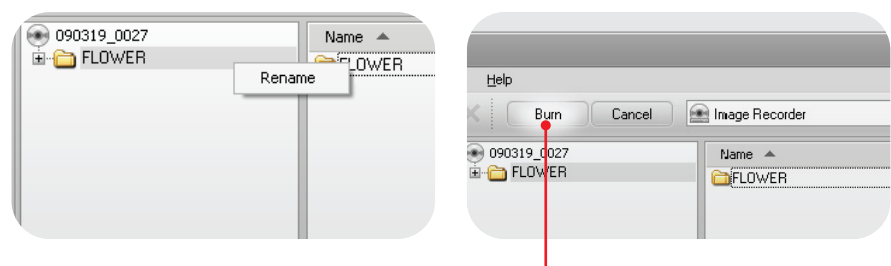 090319_0027
FLOWER
Name
FLOWER
Rename
Help
Burn Cancel Image Recorder
090319_0027
FLOWER
Name
FLOWER